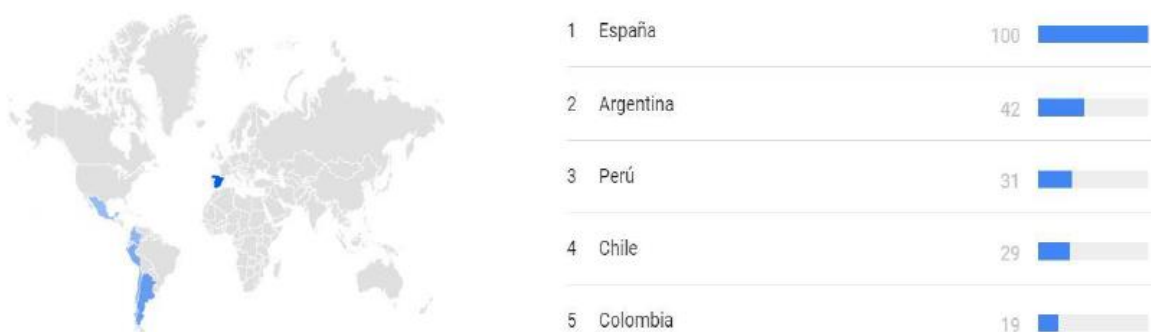 1 España 100
2 Argentina 42
3 Perú 31
4 Chile 29
5 Colombia 19